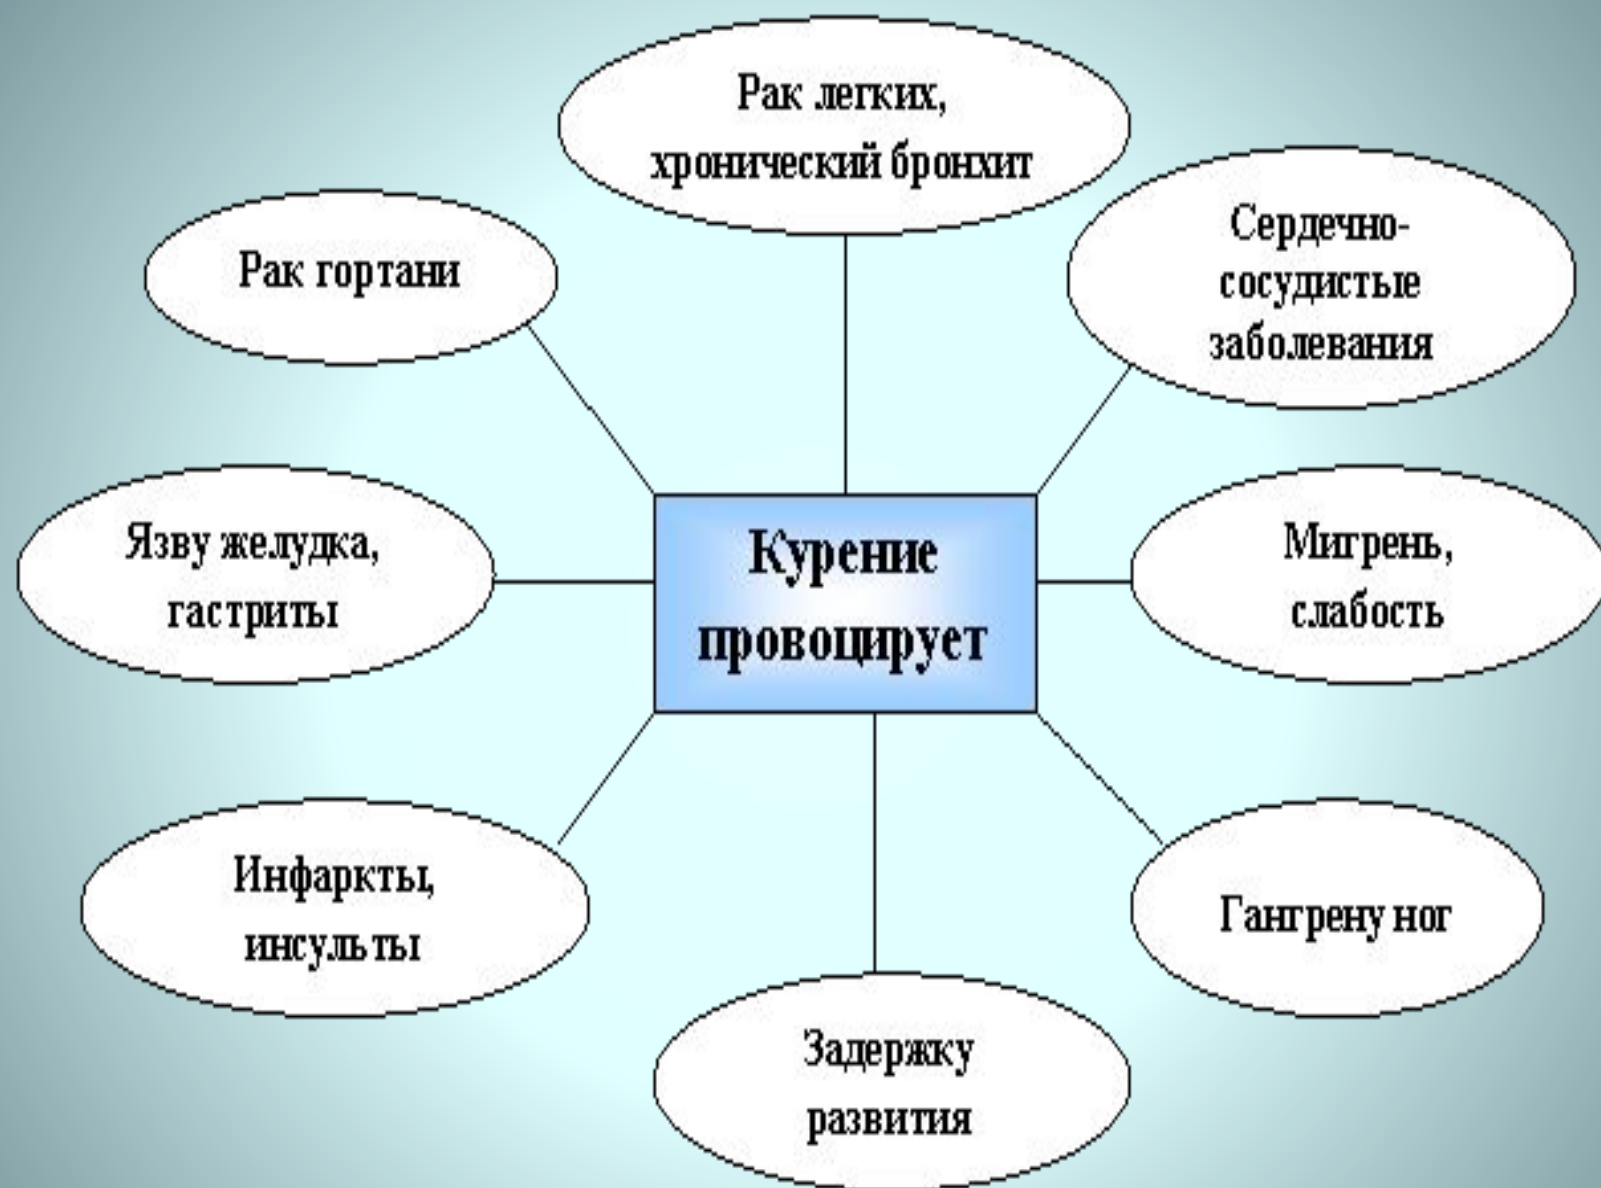 Рак легких,
хронический бронхит
Рак гортани
Сердечно-
сосудистые
заболевания
Язву желудка,
гастриты
Курение
провоцирует
Мигрень,
слабость
Инфаркты,
инсульты
Гангрену ног
Задержку
развития